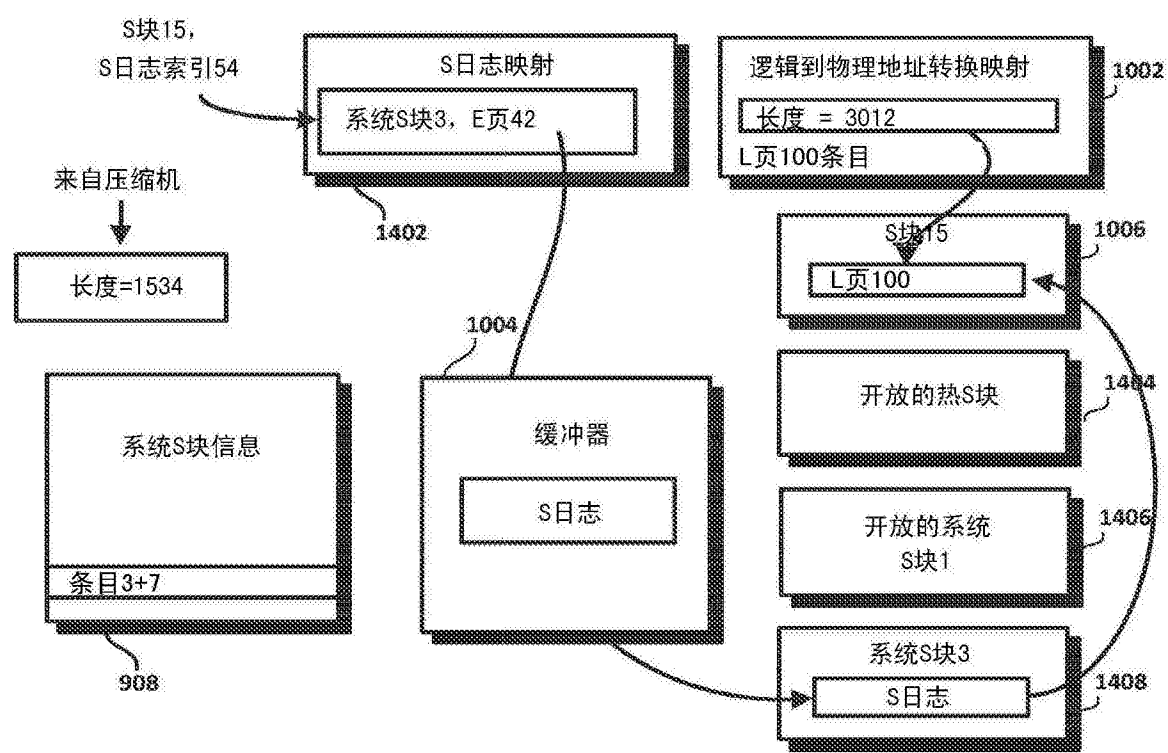 S块15,
S日志索引54
S日志映射
系统S块3, E页42
1402
逻辑到物理地址转换映射
长度 = 3012
L页100条目
1002
来自压缩机
长度=1534
S块15
L页100
1006
1004
缓冲器
S日志
系统S块信息
条目3+7
908
开放的热S块
1404
开放的系统
S块1
1406
系统S块3
S日志
1408